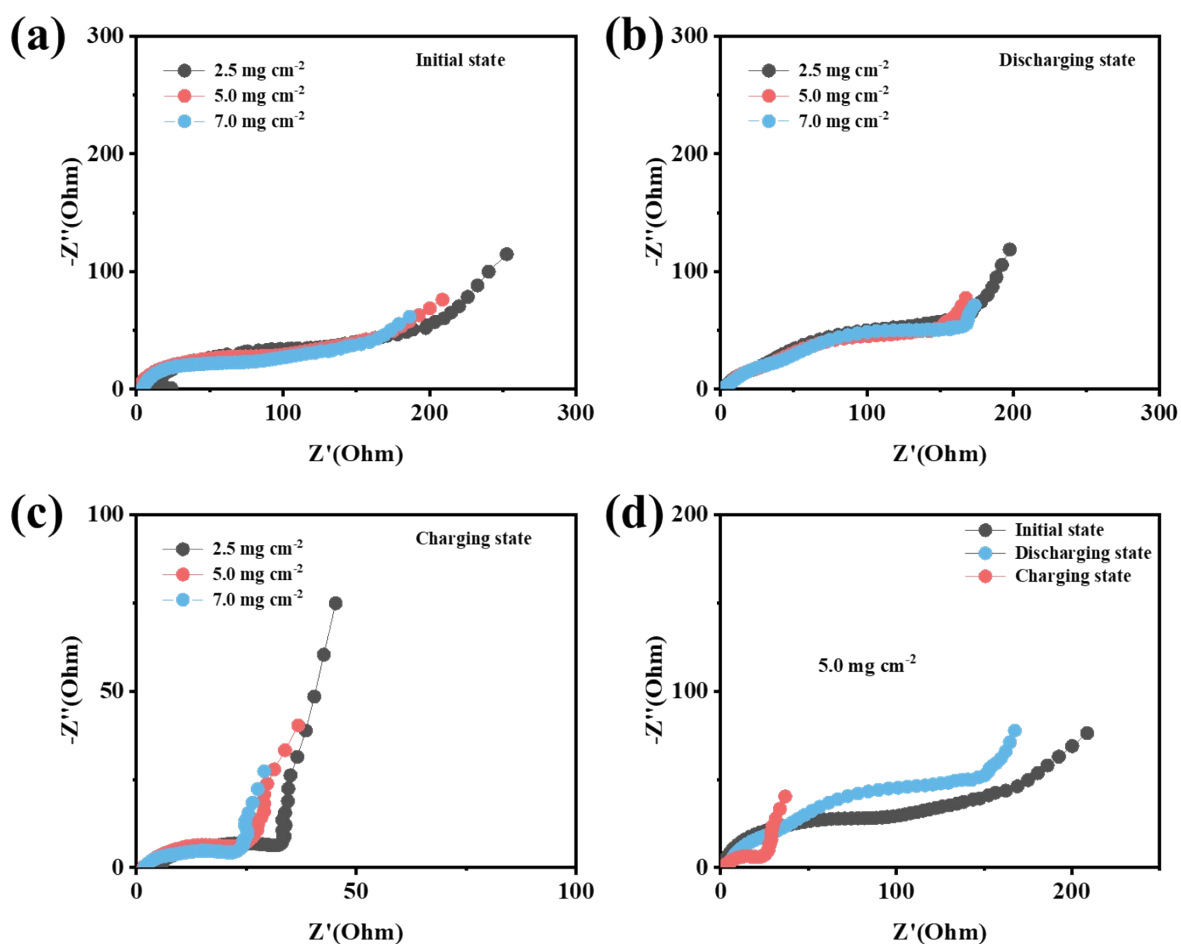 (a)
300
200
100
0
Initial state
2.5 mg cm⁻²
5.0 mg cm⁻²
7.0 mg cm⁻²
-Z''(Ohm)
0 100 200 300
Z'(Ohm)
(b)
300
200
100
0
Discharging state
2.5 mg cm⁻²
5.0 mg cm⁻²
7.0 mg cm⁻²
-Z''(Ohm)
0 100 200 300
Z'(Ohm)
(c)
100
50
0
Charging state
2.5 mg cm⁻²
5.0 mg cm⁻²
7.0 mg cm⁻²
-Z''(Ohm)
0 50 100
Z'(Ohm)
(d)
200
100
0
Initial state
Discharging state
Charging state
5.0 mg cm⁻²
-Z''(Ohm)
0 100 200
Z'(Ohm)